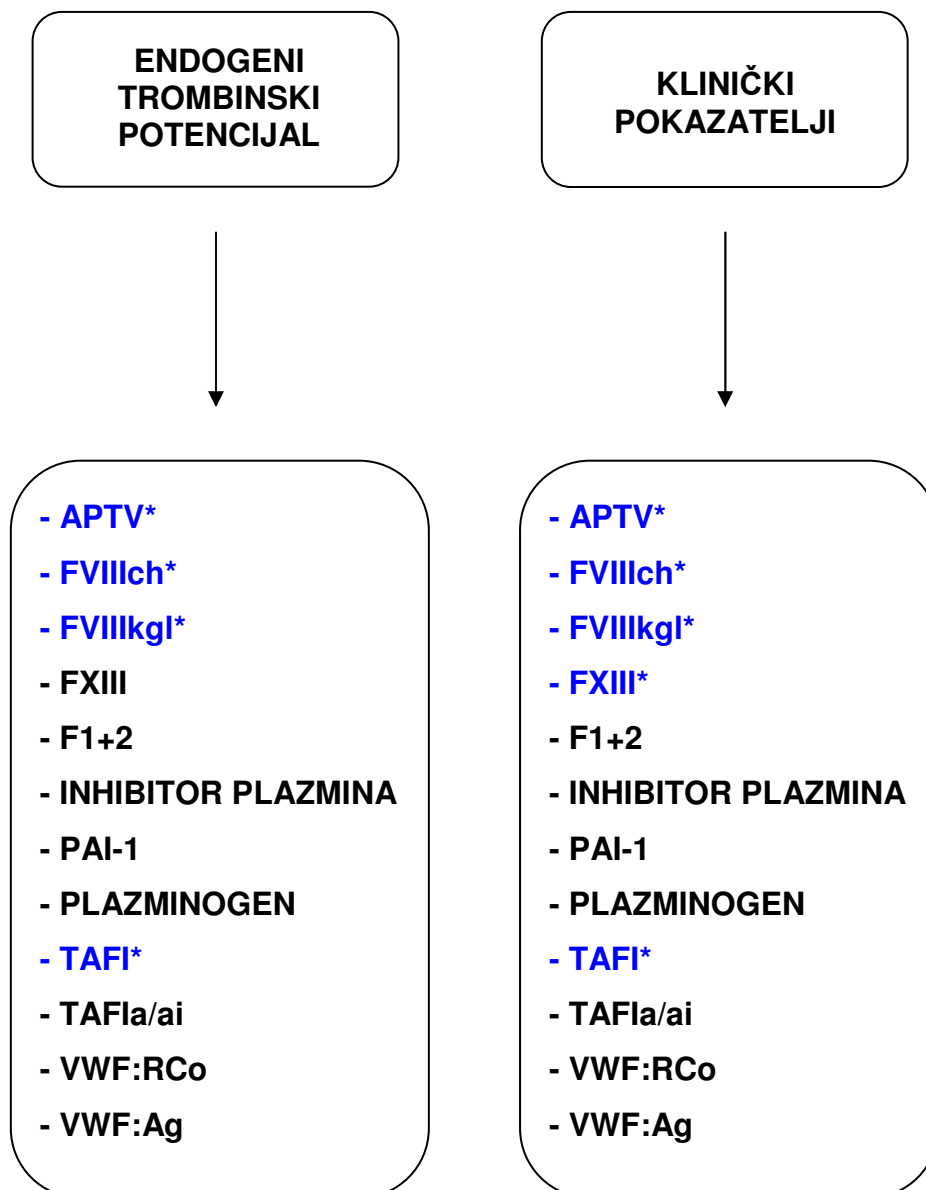 ENDOGENI
TROMBINSKI
POTENCIJAL
KLINIČKI
POKAZATELJI
- APTV*
- FVIIIch*
- FVIIIkgl*
- FXIII
- F1+2
- INHIBITOR PLAZMINA
- PAI-1
- PLAZMINOGEN
- TAFI*
- TAFIa/ai
- VWF:RCo
- VWF:Ag
- APTV*
- FVIIIch*
- FVIIIkgl*
- FXIII*
- F1+2
- INHIBITOR PLAZMINA
- PAI-1
- PLAZMINOGEN
- TAFI*
- TAFIa/ai
- VWF:RCo
- VWF:Ag